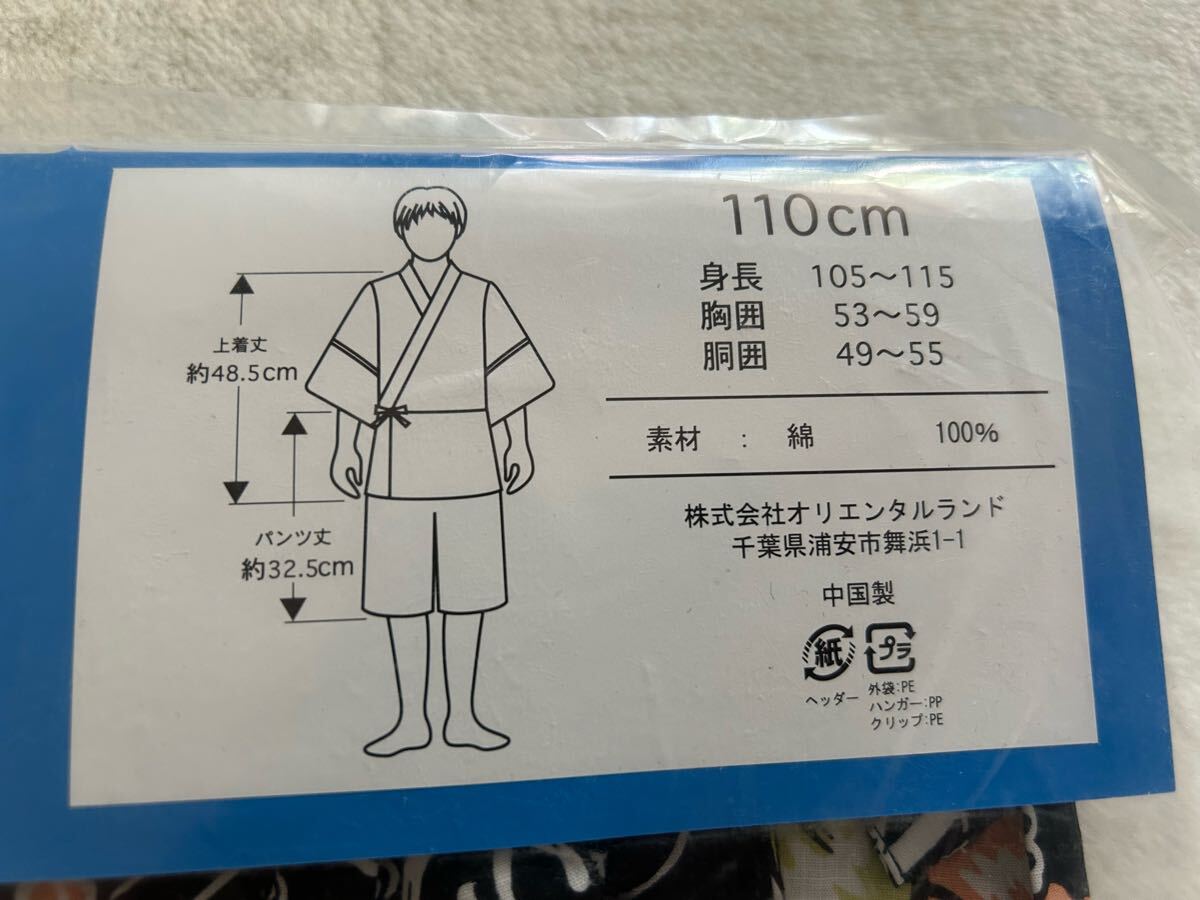 110cm
身長 105〜115
胸囲 53〜59
胴囲 49〜55
素材 : 綿 100%
株式会社オリエンタルランド
千葉県浦安市舞浜1-1
中国製
紙 プラ
ヘッダー
外袋:PE
ハンガー:PP
クリップ:PE
上着丈
約48.5cm
パンツ丈
約32.5cm